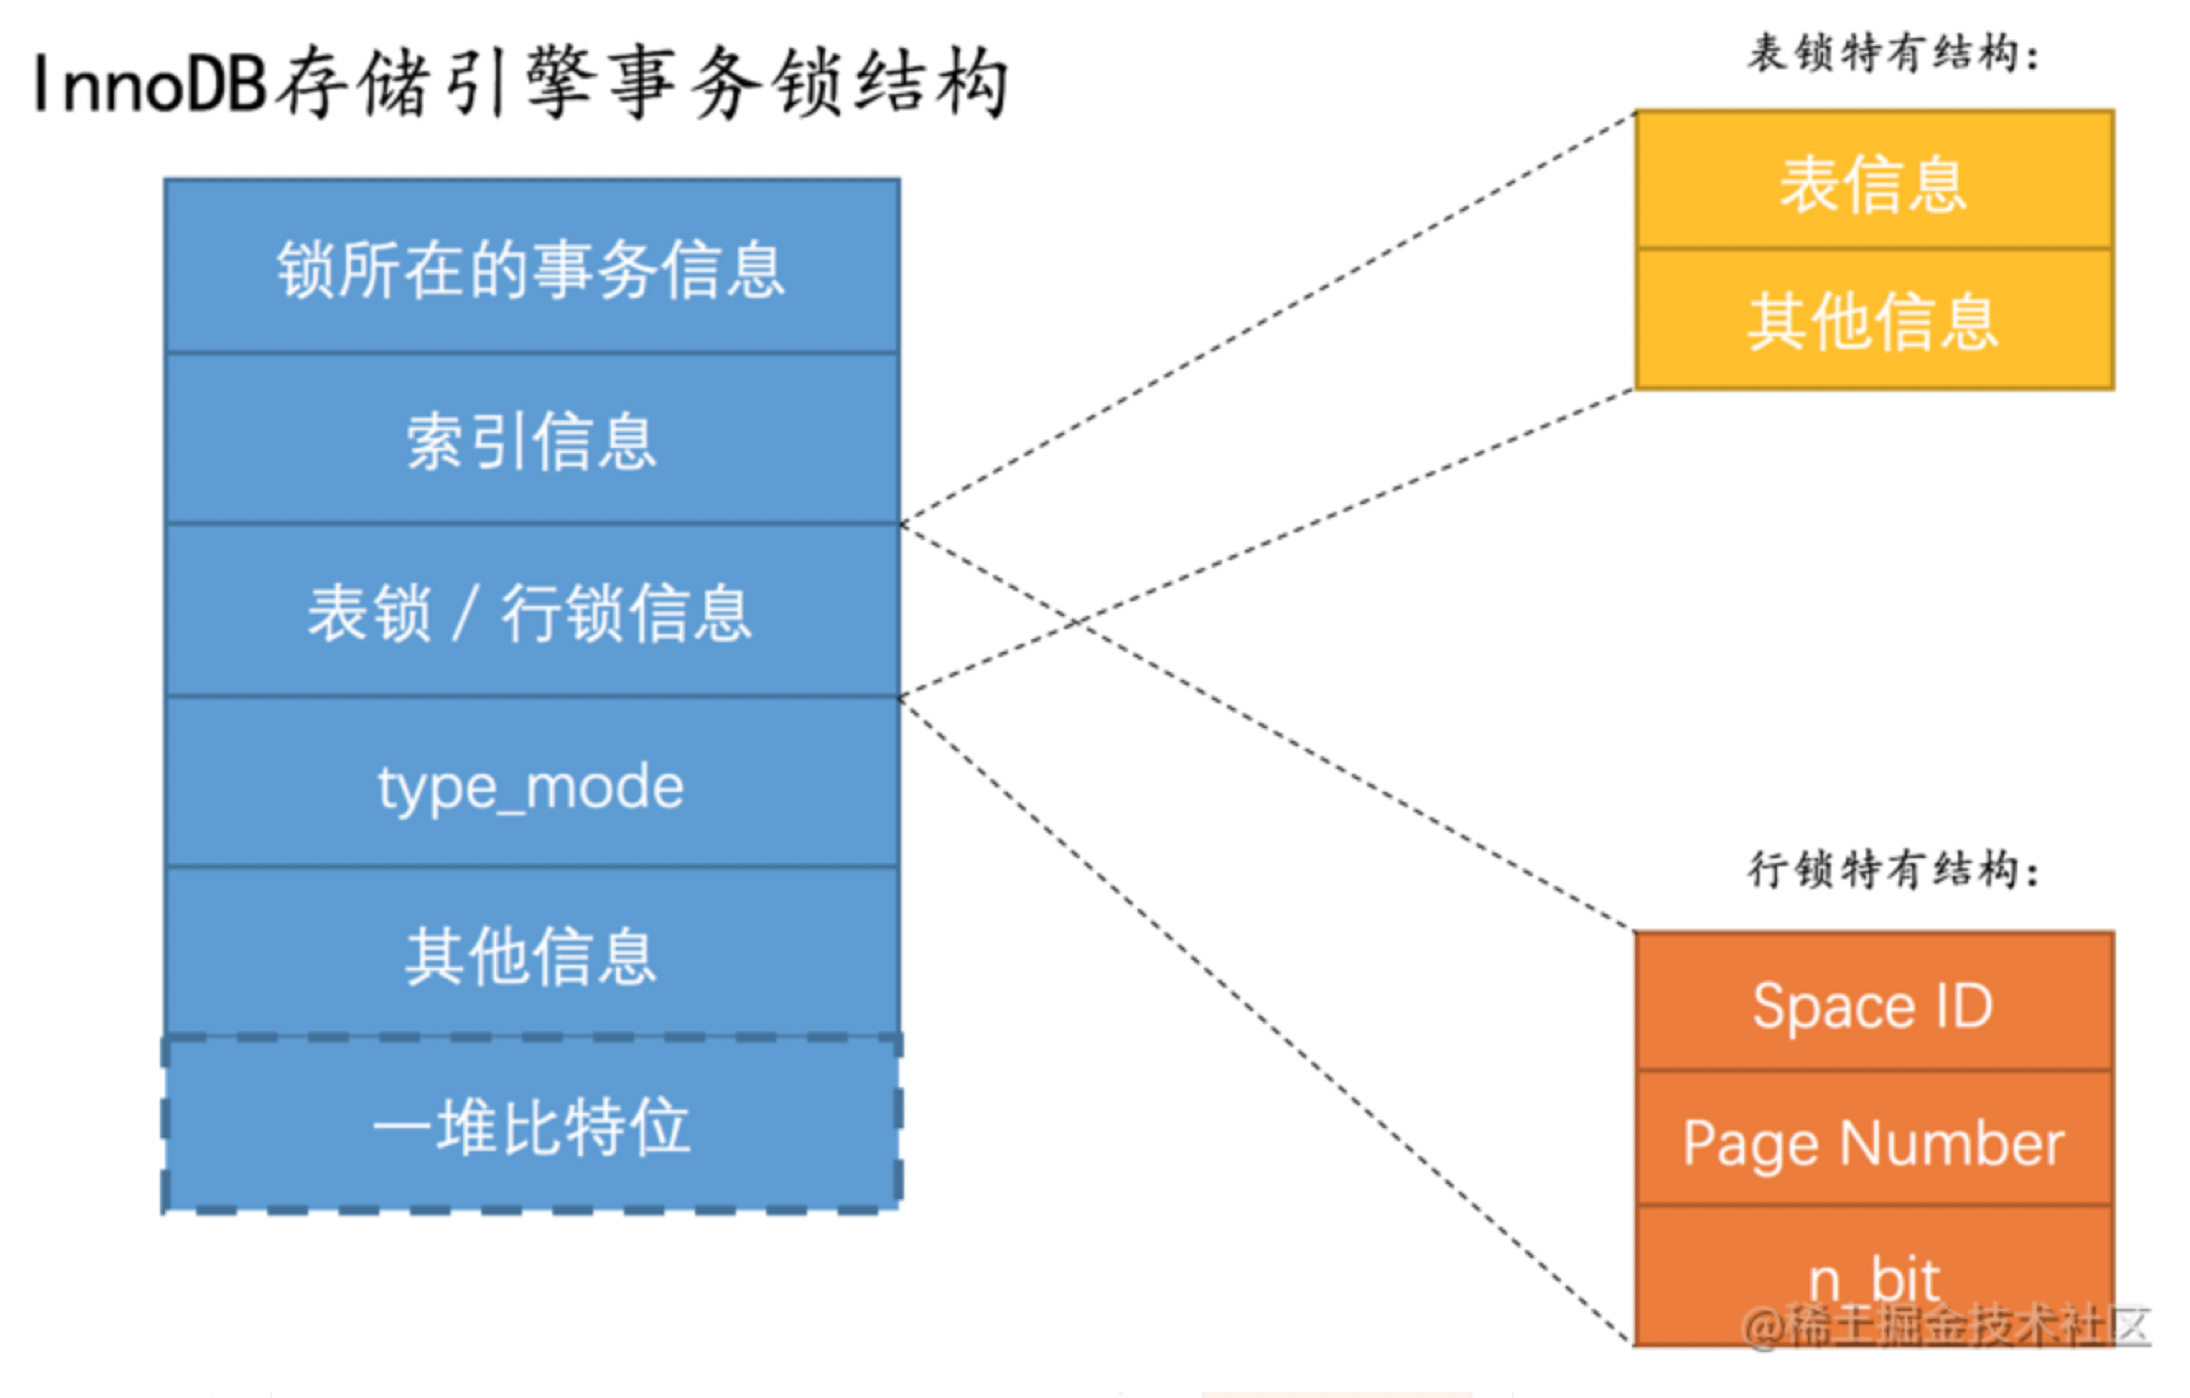 InnoDB存储引擎事务锁结构
锁所在的事务信息
索引信息
表锁 / 行锁信息
type_mode
其他信息
一堆比特位
表锁特有结构：
表信息
其他信息
行锁特有结构：
Space ID
Page Number
n_bit
@稀土掘金技术社区